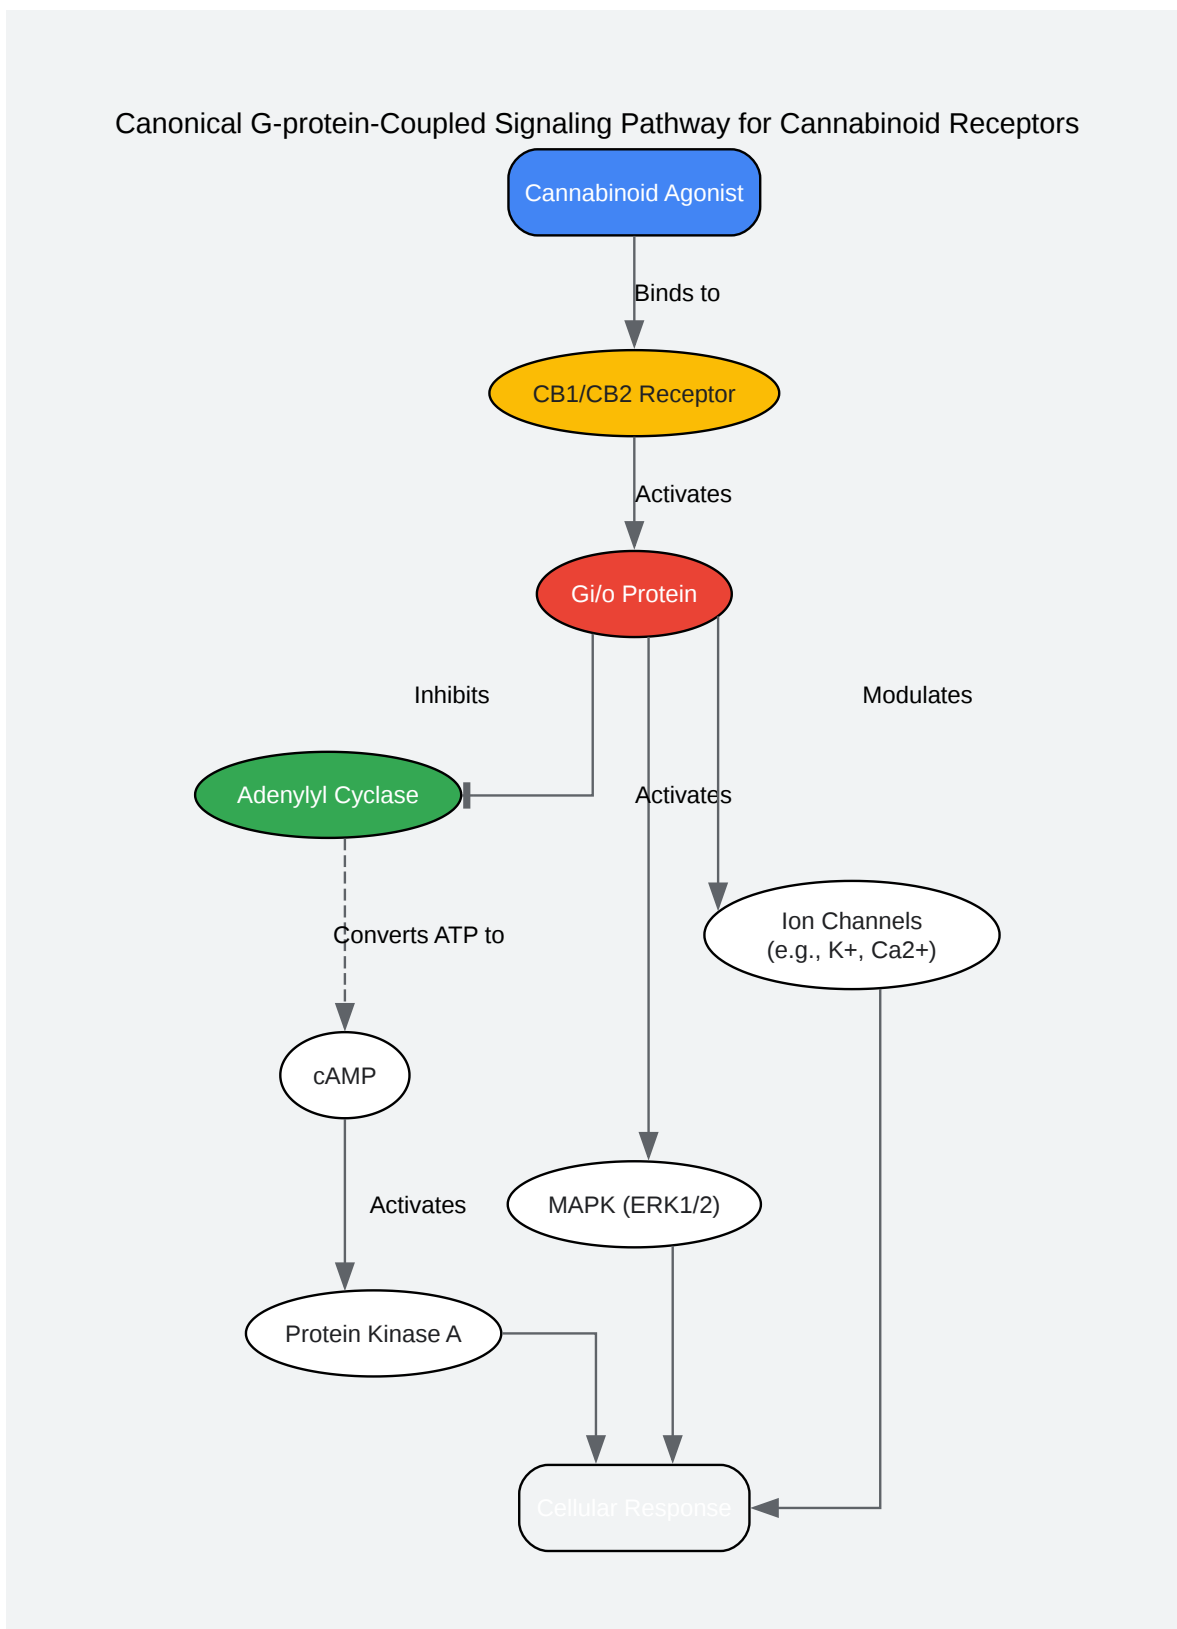 Canonical G-protein-Coupled Signaling Pathway for Cannabinoid Receptors
Cannabinoid Agonist
Binds to
CB1/CB2 Receptor
Activates
Gi/o Protein
Inhibits
Modulates
Adenylyl Cyclase
Activates
Converts ATP to
Ion Channels
(e.g., K+, Ca2+)
cAMP
Activates
MAPK (ERK1/2)
Protein Kinase A
Cellular Response